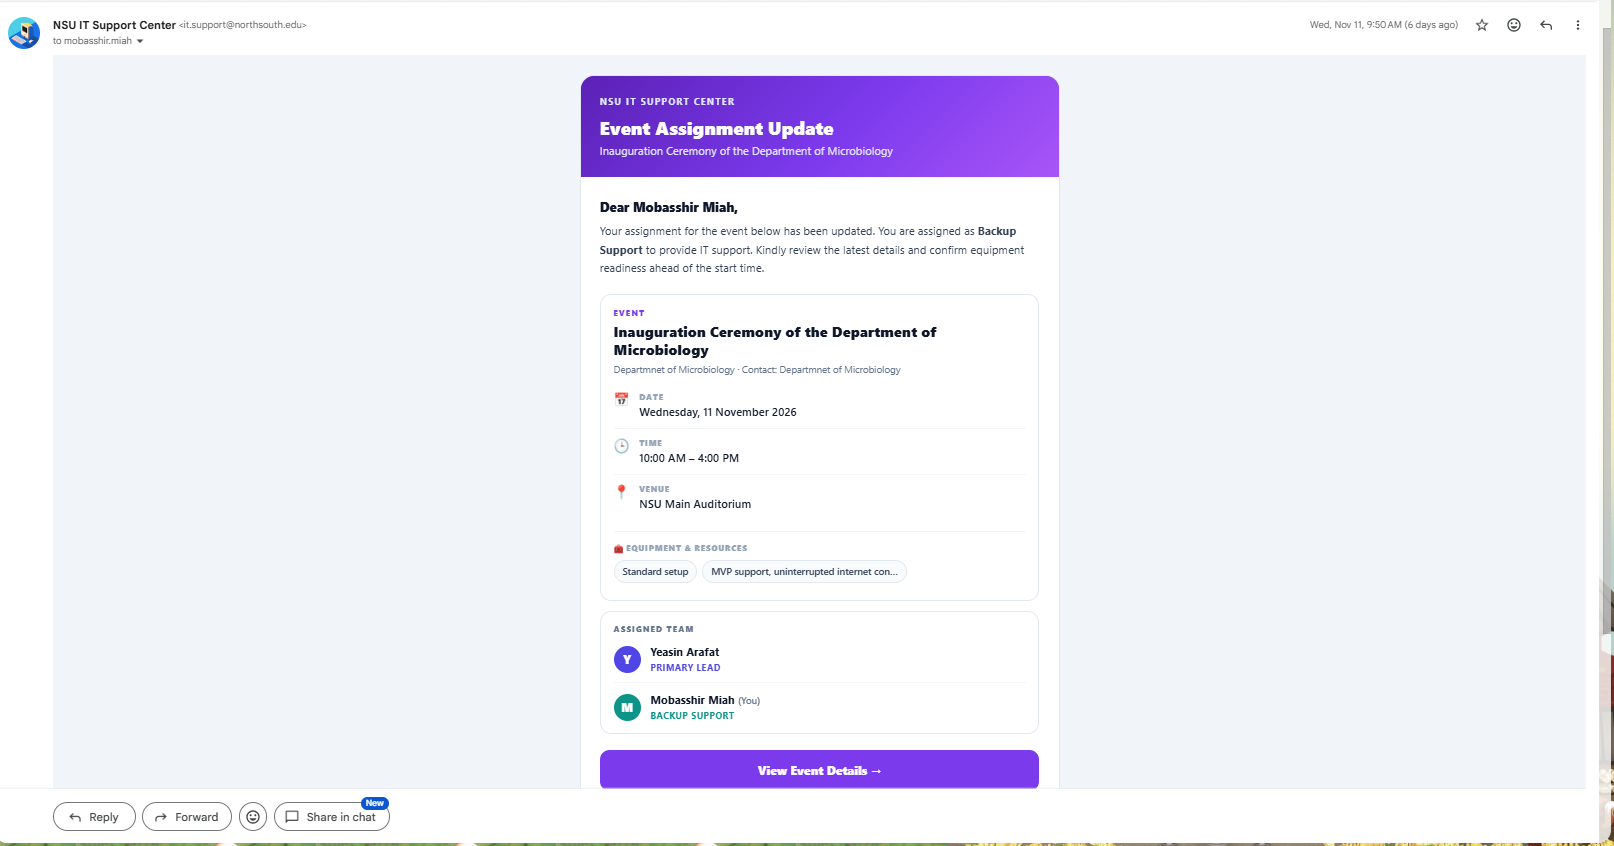 NSU IT Support Center <it.support@northsouth.edu>
to mobasshir.miah
Wed, Nov 11, 9:50 AM (6 days ago)
NSU IT SUPPORT CENTER
Event Assignment Update
Inauguration Ceremony of the Department of Microbiology
Dear Mobasshir Miah,
Your assignment for the event below has been updated. You are assigned as Backup
Support to provide IT support. Kindly review the latest details and confirm equipment
readiness ahead of the start time.
EVENT
Inauguration Ceremony of the Department of
Microbiology
Departmnet of Microbiology · Contact: Departmnet of Microbiology
DATE
Wednesday, 11 November 2026
TIME
10:00 AM – 4:00 PM
VENUE
NSU Main Auditorium
EQUIPMENT & RESOURCES
Standard setup
MVP support, uninterrupted internet con...
ASSIGNED TEAM
Y
Yeasin Arafat
PRIMARY LEAD
M
Mobasshir Miah (You)
BACKUP SUPPORT
View Event Details →
Reply
Forward
Share in chat
New